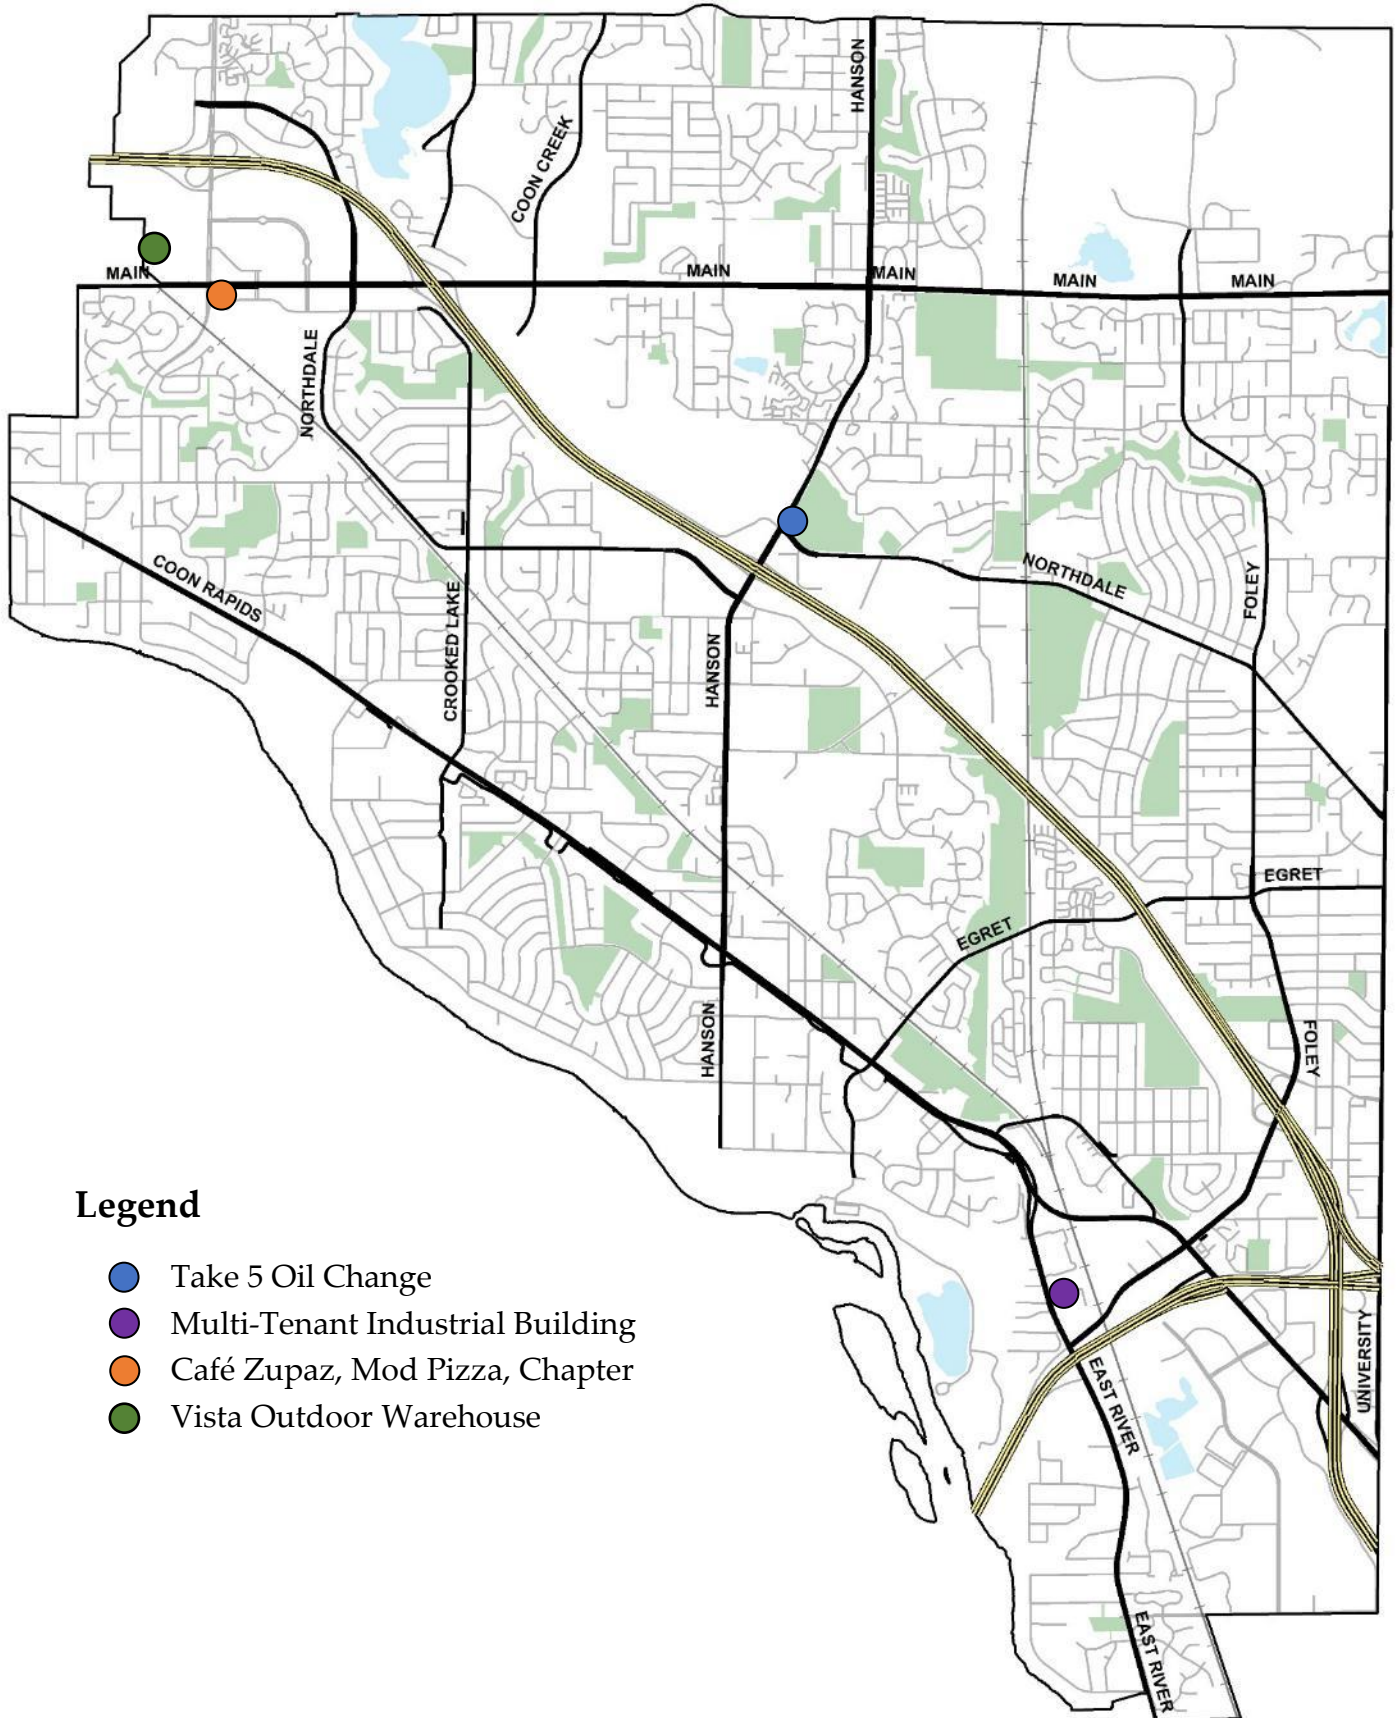 HANSON
COON CREEK
MAIN
MAIN
MAIN
MAIN
MAIN
NORTHDALE
COON RAPIDS
CROOKED LAKE
HANSON
NORTHDALE
FOLEY
EGRET
EGRET
HANSON
FOLEY
UNIVERSITY
EAST RIVER
EAST RIVER
Legend
Take 5 Oil Change
Multi-Tenant Industrial Building
Café Zupaz, Mod Pizza, Chapter
Vista Outdoor Warehouse